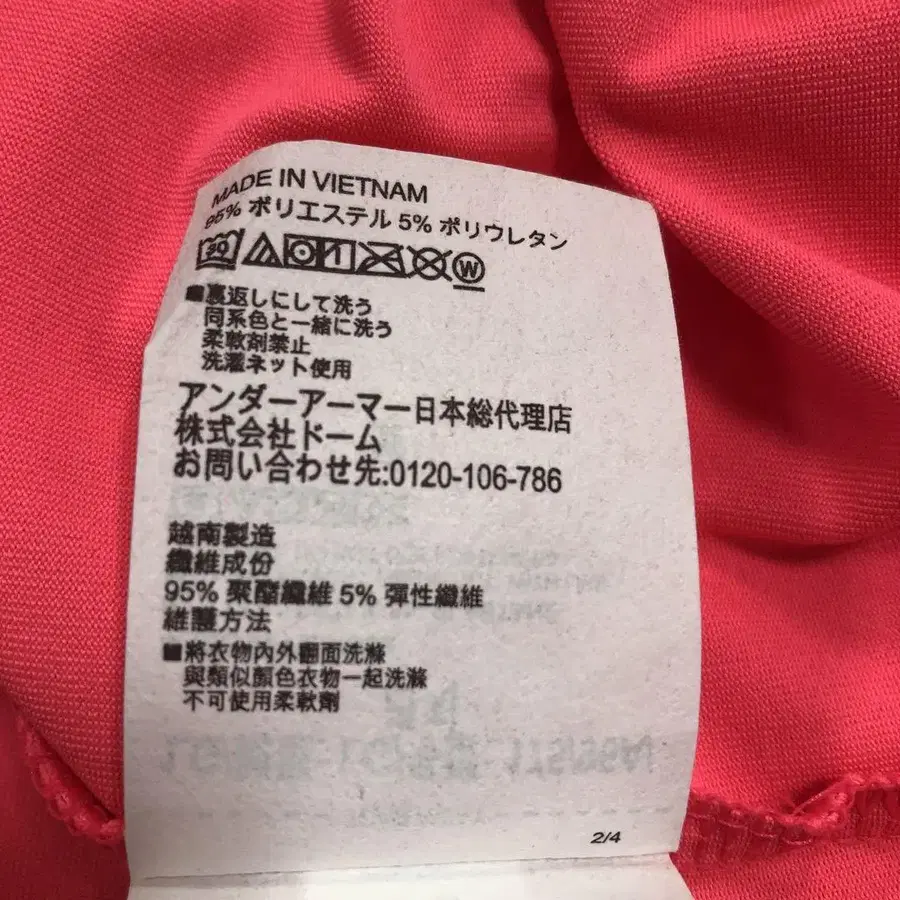 MADE IN VIETNAM
95% ポリエステル 5% ポリウレタン
30 W
■裏返しにして洗う
同系色と一緒に洗う
柔軟剤禁止
洗濯ネット使用
アンダーアーマー日本総代理店
株式会社ドーム
お問い合わせ先:0120-106-786
越南製造
纖維成份
95% 聚酯纖維 5% 彈性纖維
維護方法
■將衣物內外翻面洗滌
與類似顏色衣物一起洗滌
不可使用柔軟劑
2/4